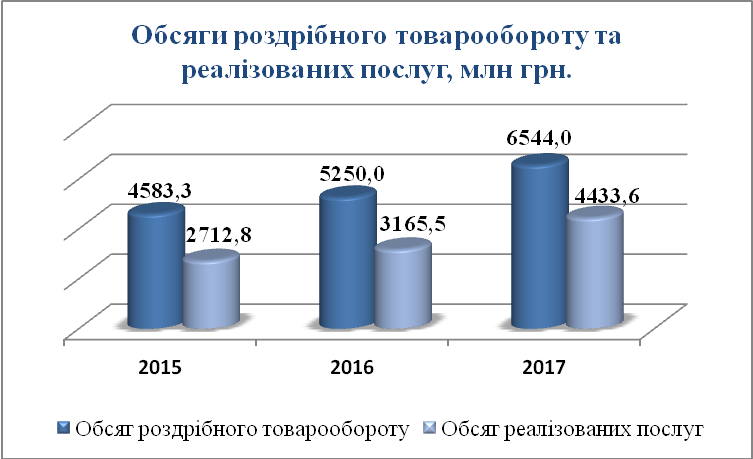 Обсяги роздрібного товарообороту та
реалізованих послуг, млн грн.
6544,0
5250,0
4583,3
4433,6
3165,5
2712,8
2015 2016 2017
Обсяг роздрібного товарообороту Обсяг реалізованих послуг